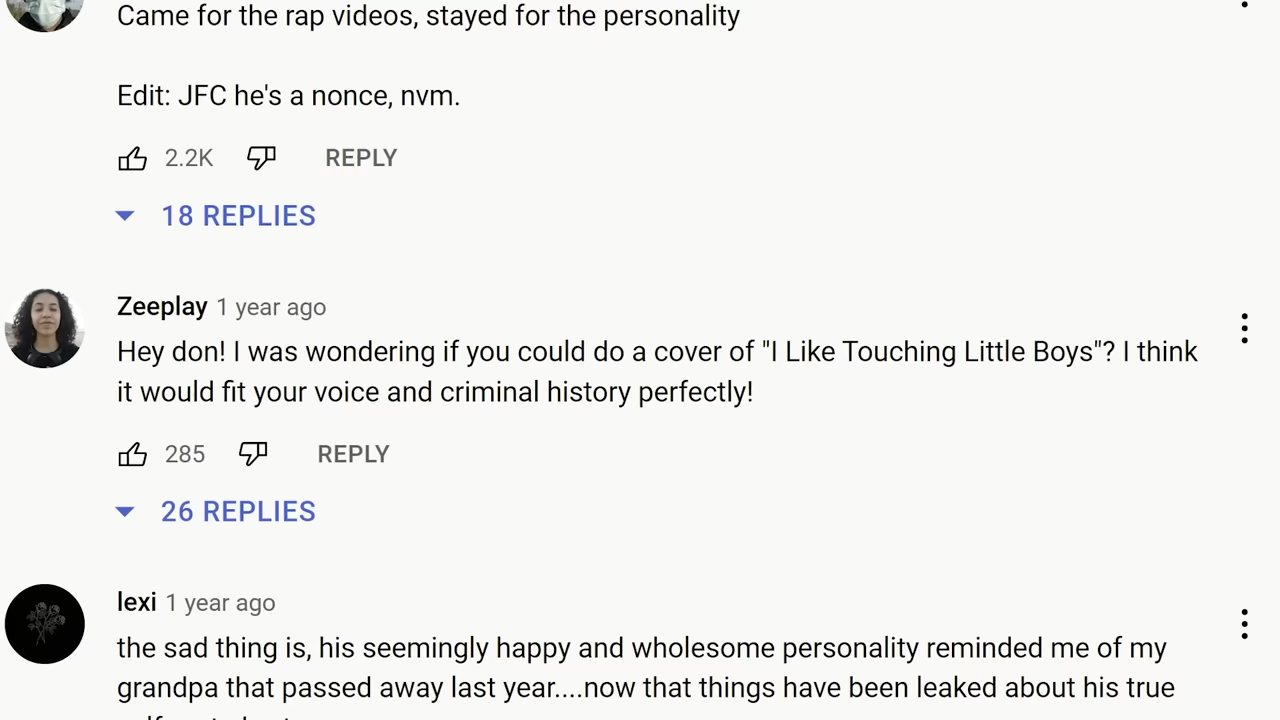 Came for the rap videos, stayed for the personality
Edit: JFC he's a nonce, nvm.
2.2K REPLY
18 REPLIES
Zeeplay 1 year ago
Hey don! I was wondering if you could do a cover of "I Like Touching Little Boys"? I think
it would fit your voice and criminal history perfectly!
285 REPLY
26 REPLIES
lexi 1 year ago
the sad thing is, his seemingly happy and wholesome personality reminded me of my
grandpa that passed away last year....now that things have been leaked about his true